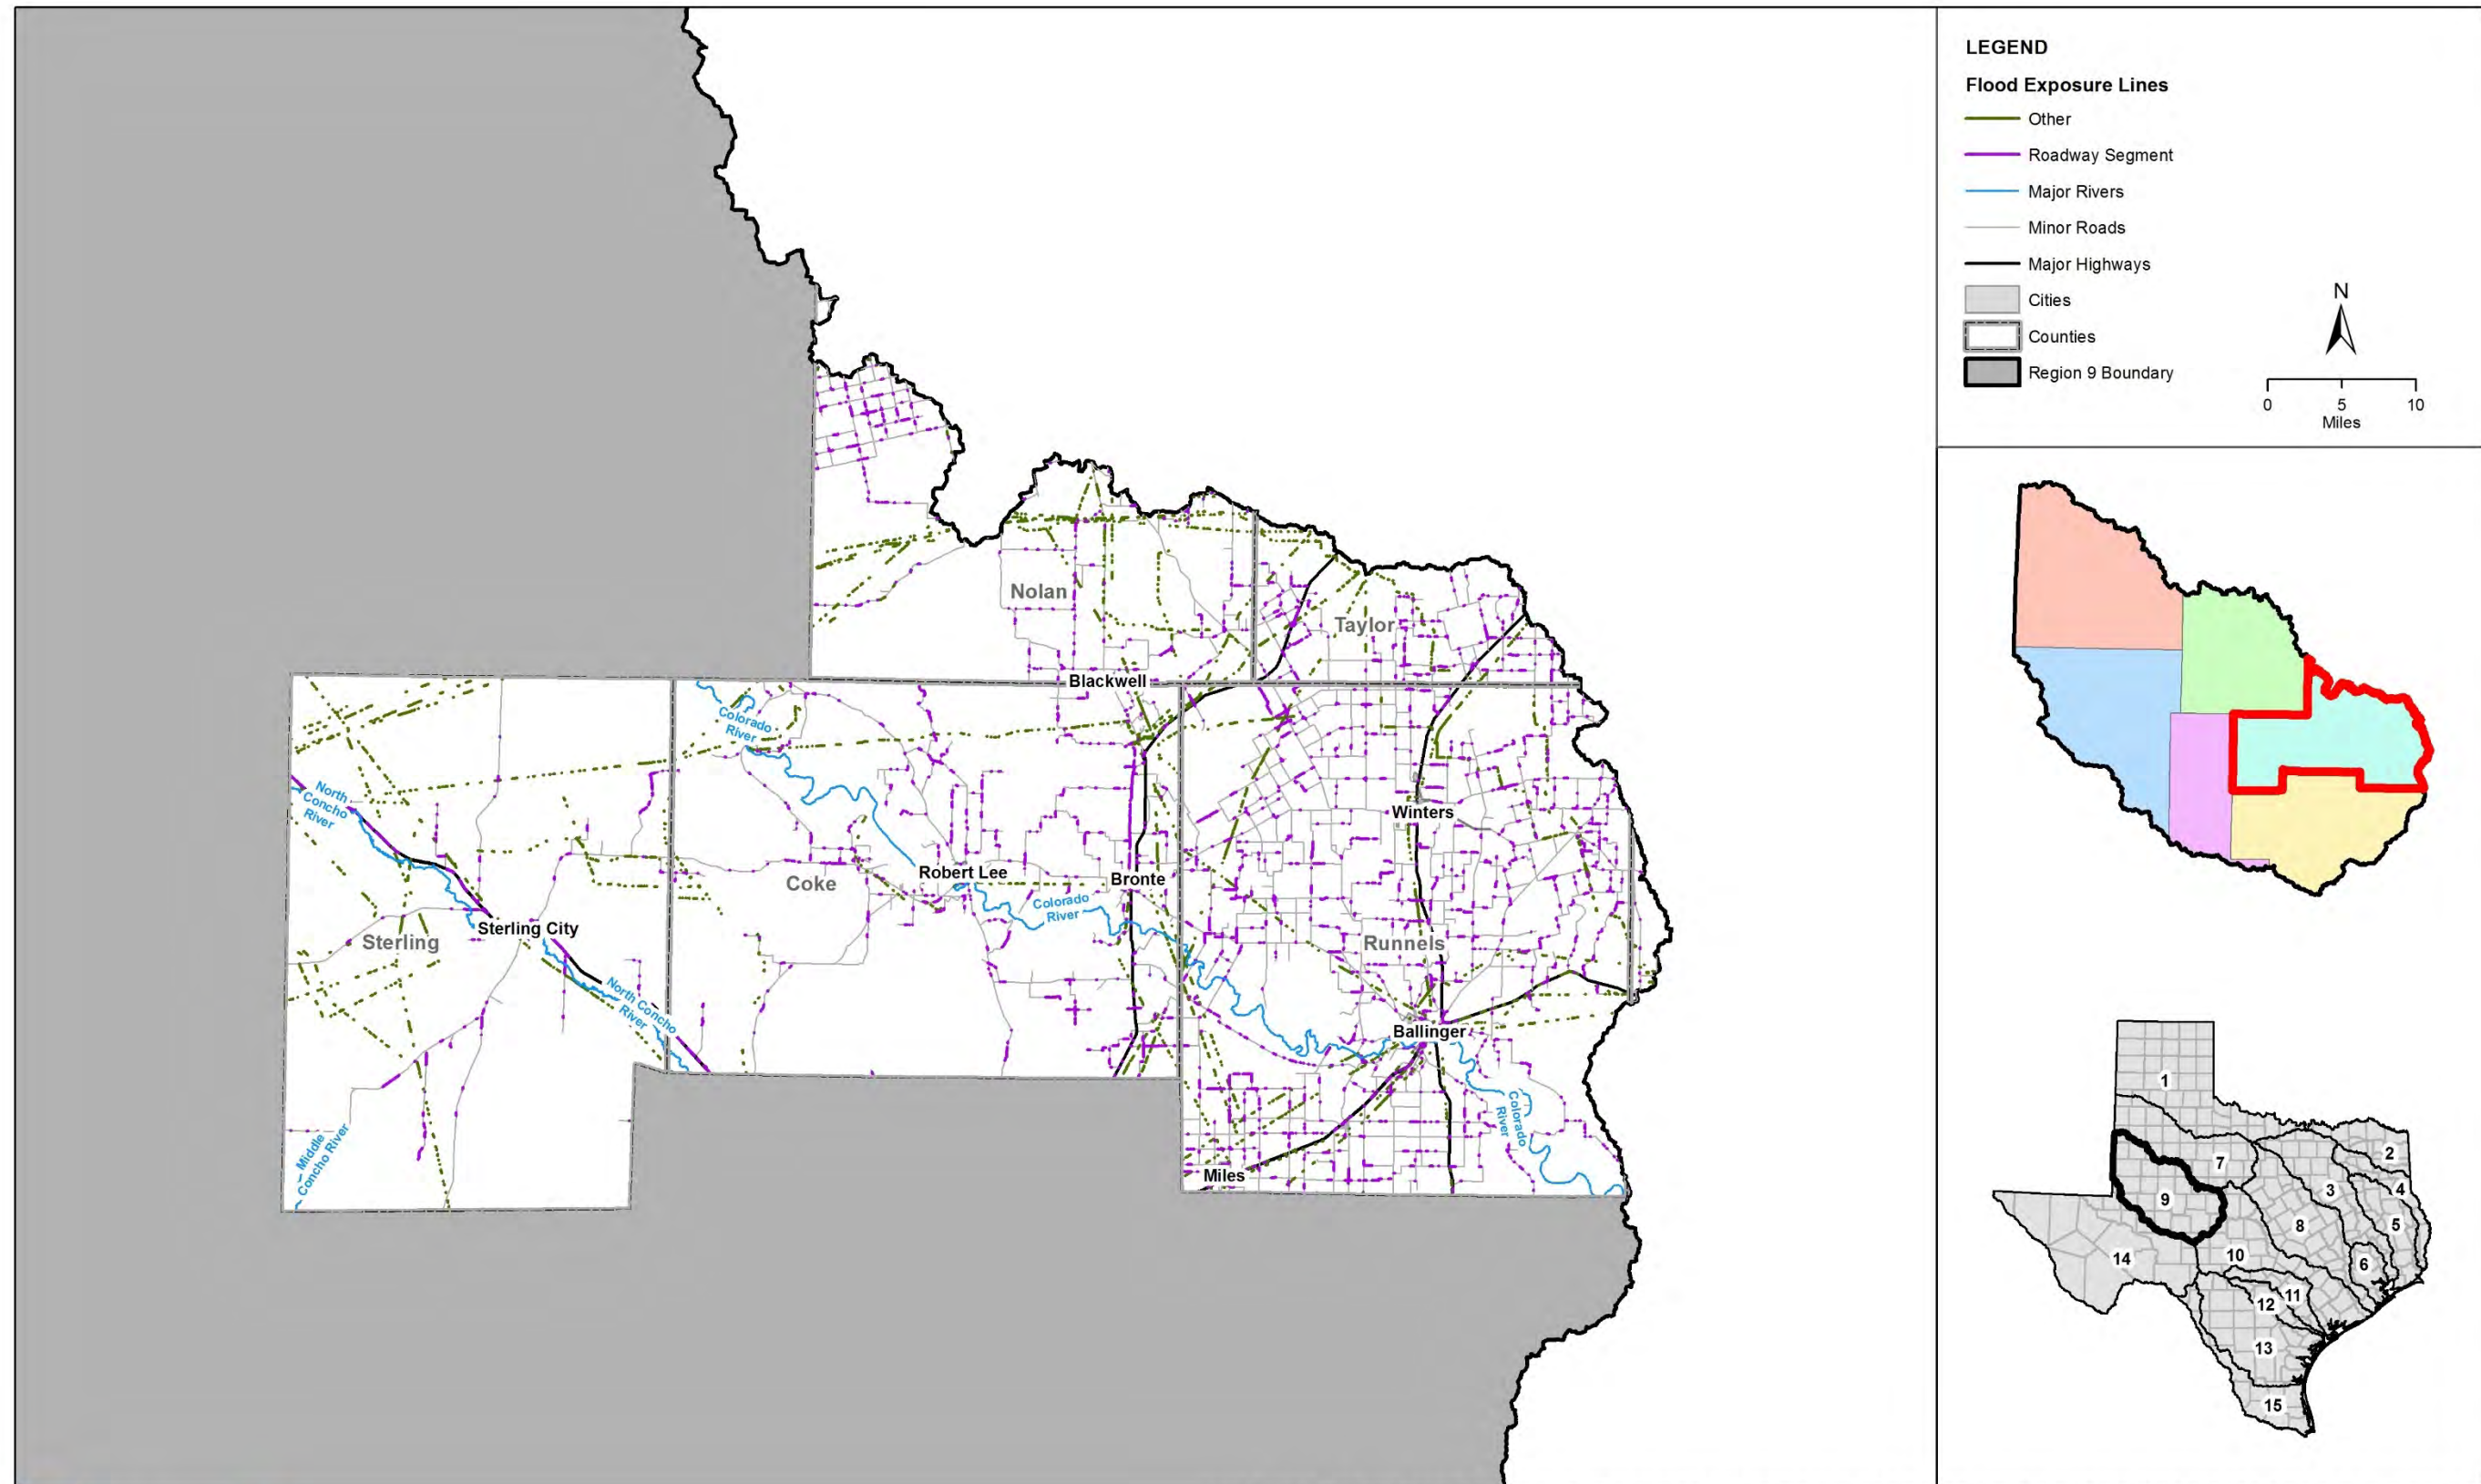 LEGEND
Flood Exposure Lines
Other
Roadway Segment
Major Rivers
Minor Roads
Major Highways
Cities
Counties
Region 9 Boundary
N
0 5 10
Miles
Nolan
Taylor
Blackwell
Colorado
River
North
Concho
River
Winters
Coke
Robert Lee
Bronte
Colorado
River
Sterling
Sterling City
Runnels
North Concho
River
Ballinger
Colorado
River
Middle
Concho River
Miles
1
2
7
3
4
9
5
8
10
14
6
11
12
13
15